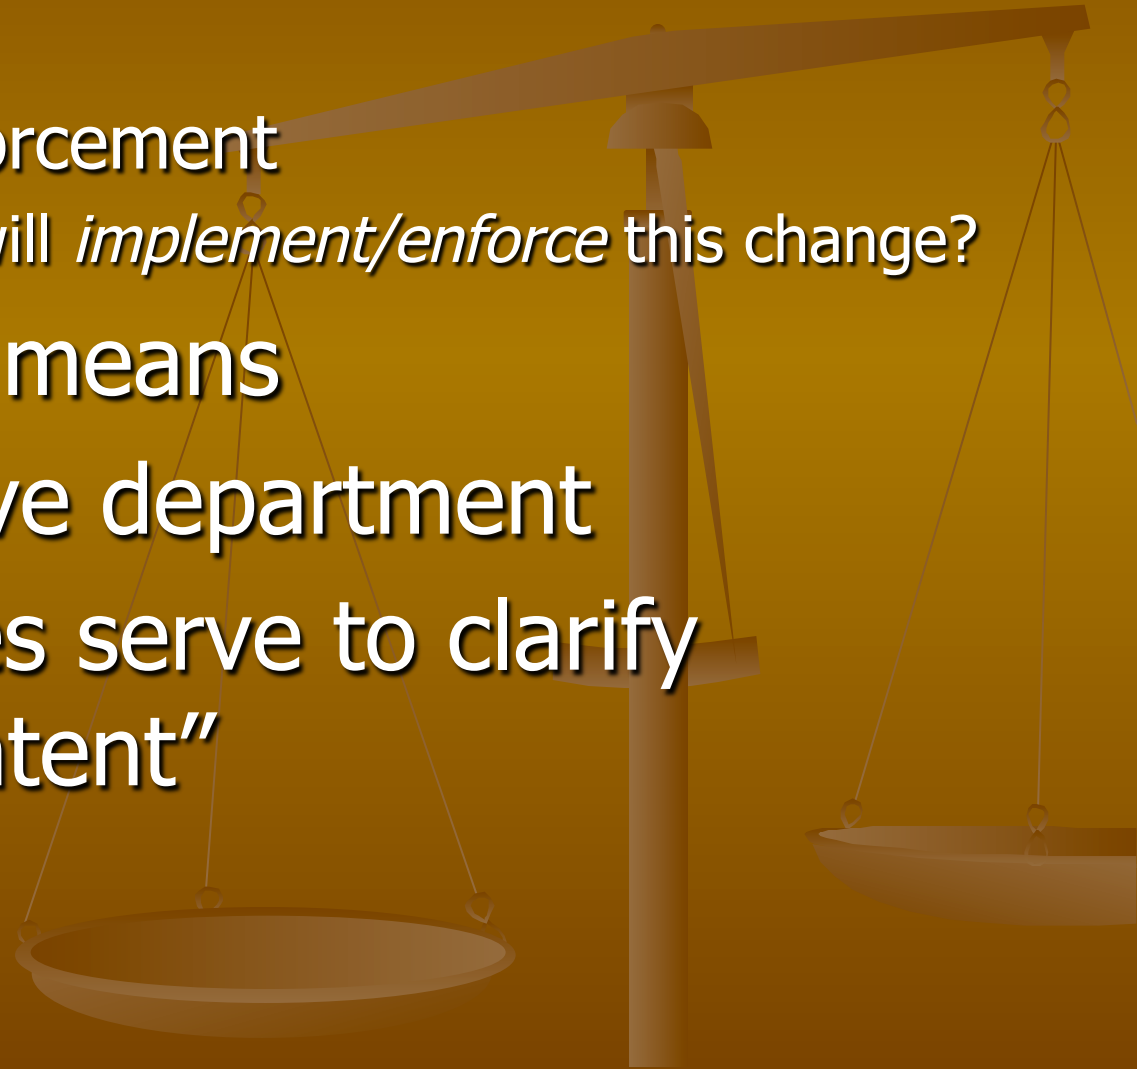 orcement
will implement/enforce this change?
means
ve department
es serve to clarify
ntent”